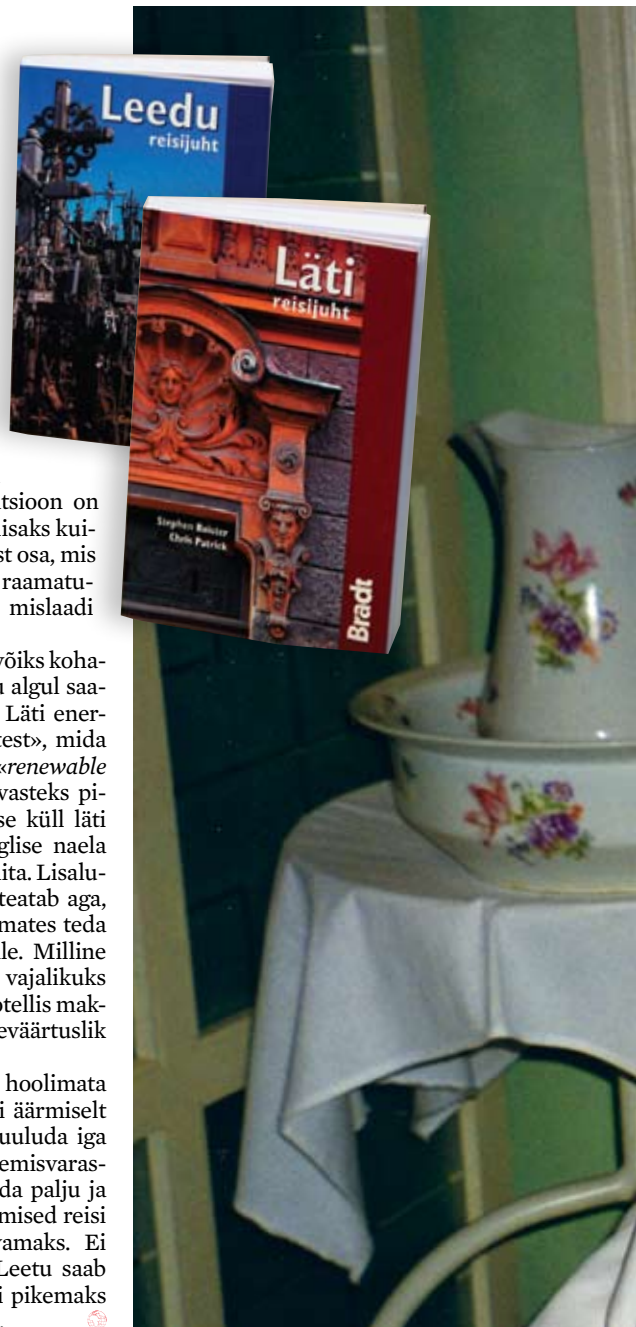 Leedu
reisijuht
Läti
reisijuht
Stephen Baister
Chris Patrick
Bradt
tsioon on
isaks kui-
st osa, mis
raamatu-
mislaadi
võiks koha-
u algul saa-
Läti ener-
test», mida
«renewable
vasteks pi-
se küll läti
glise naela
ita. Lisalu-
teatab aga,
mates teda
le. Milline
vajalikuks
otellis mak-
eväärtuslik
hoolimata
i äärmiselt
uuluda iga
emisvaras-
da palju ja
mised reisi
vamaks. Ei
Leetu saab
i pikemaks